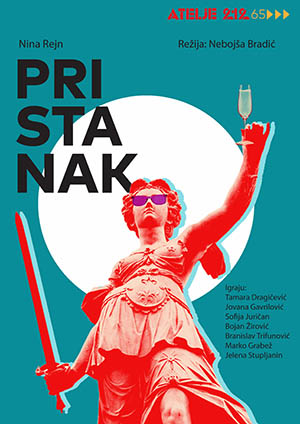 ATELJE 212 65
Nina Rejn
Režija: Nebojša Bradić
PRI
STA
NAK
Igraju:
Tamara Dragičević
Jovana Gavrilović
Sofija Juričan
Bojan Žirović
Branislav Trifunović
Marko Grabež
Jelena Stupljanin